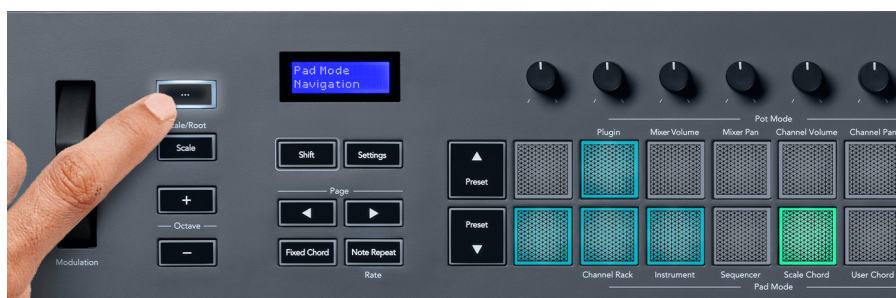 Pad Mode
Navigation
...
Scale/Root
Scale
Shift
Settings
Page
Fixed Chord
Note Repeat
Rate
Octave
+
−
Modulation
Pot Mode
Plugin
Mixer Volume
Mixer Pan
Channel Volume
Channel Pan
Preset
Preset
Channel Rack
Instrument
Sequencer
Scale Chord
User Chord
Pad Mode